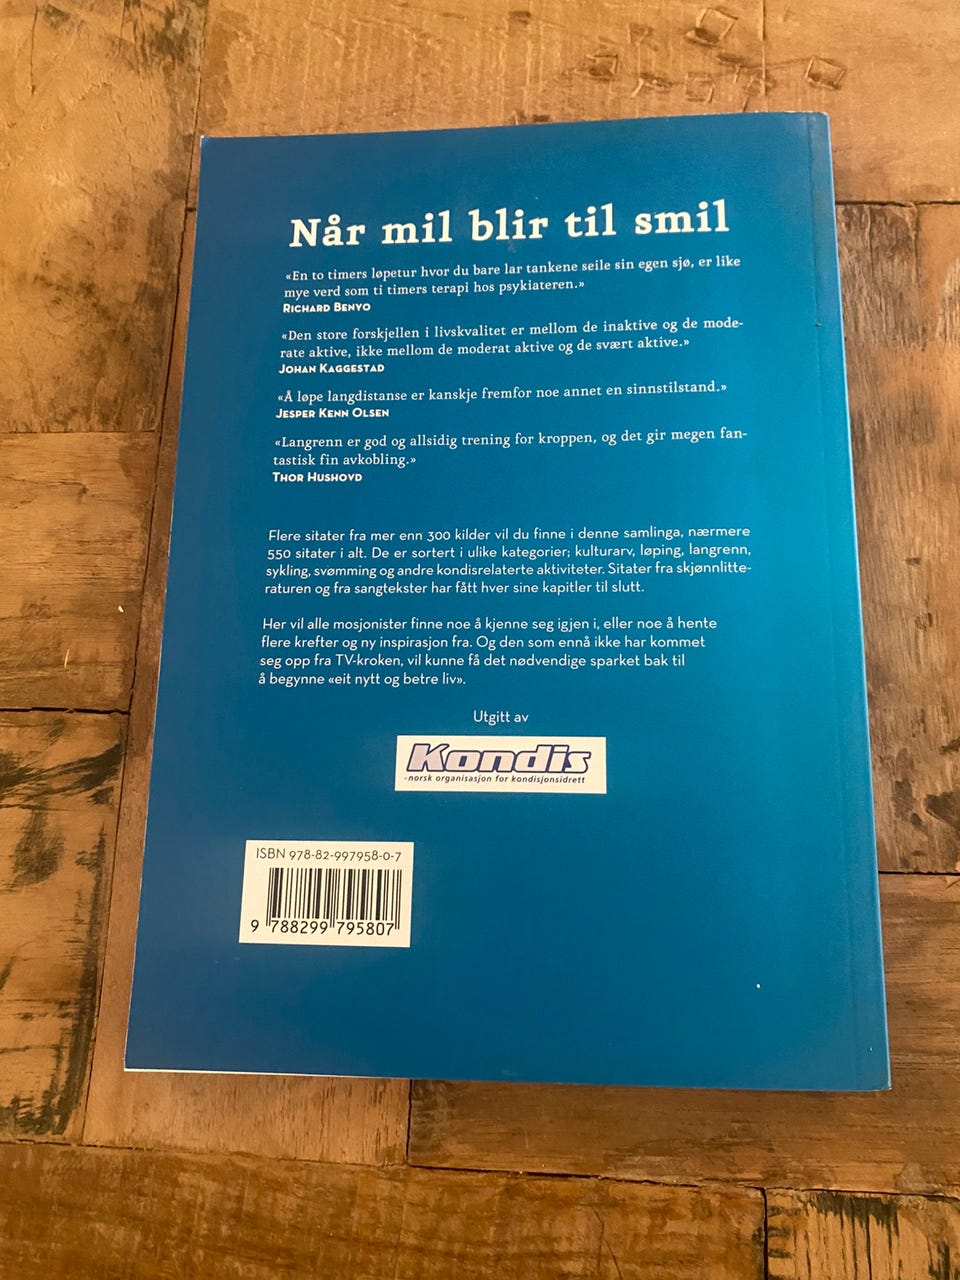 Når mil blir til smil
«En to timers løpetur hvor du bare lar tankene seile sin egen sjø, er like
mye verd som ti timers terapi hos psykiateren.»
Richard Benyo
«Den store forskjellen i livskvalitet er mellom de inaktive og de mode-
rate aktive, ikke mellom de moderat aktive og de svært aktive.»
Johan Kaggestad
«Å løpe langdistanse er kanskje fremfor noe annet en sinnstilstand.»
Jesper Kenn Olsen
«Langrenn er god og allsidig trening for kroppen, og det gir megen fan-
tastisk fin avkobling.»
Thor Hushovd
Flere sitater fra mer enn 300 kilder vil du finne i denne samlinga, nærmere
550 sitater i alt. De er sortert i ulike kategorier; kulturarv, løping, langrenn,
sykling, svømming og andre kondisrelaterte aktiviteter. Sitater fra skjønnlitte-
raturen og fra sangtekster har fått hver sine kapitler til slutt.
Her vil alle mosjonister finne noe å kjenne seg igjen i, eller noe å hente
flere krefter og ny inspirasjon fra. Og den som ennå ikke har kommet
seg opp fra TV-kroken, vil kunne få det nødvendige sparket bak til
å begynne «eit nytt og betre liv».
Utgitt av
Kondis
-norsk organisasjon for kondisjonsidrett
ISBN 978-82-997958-0-7
9 788299 795807